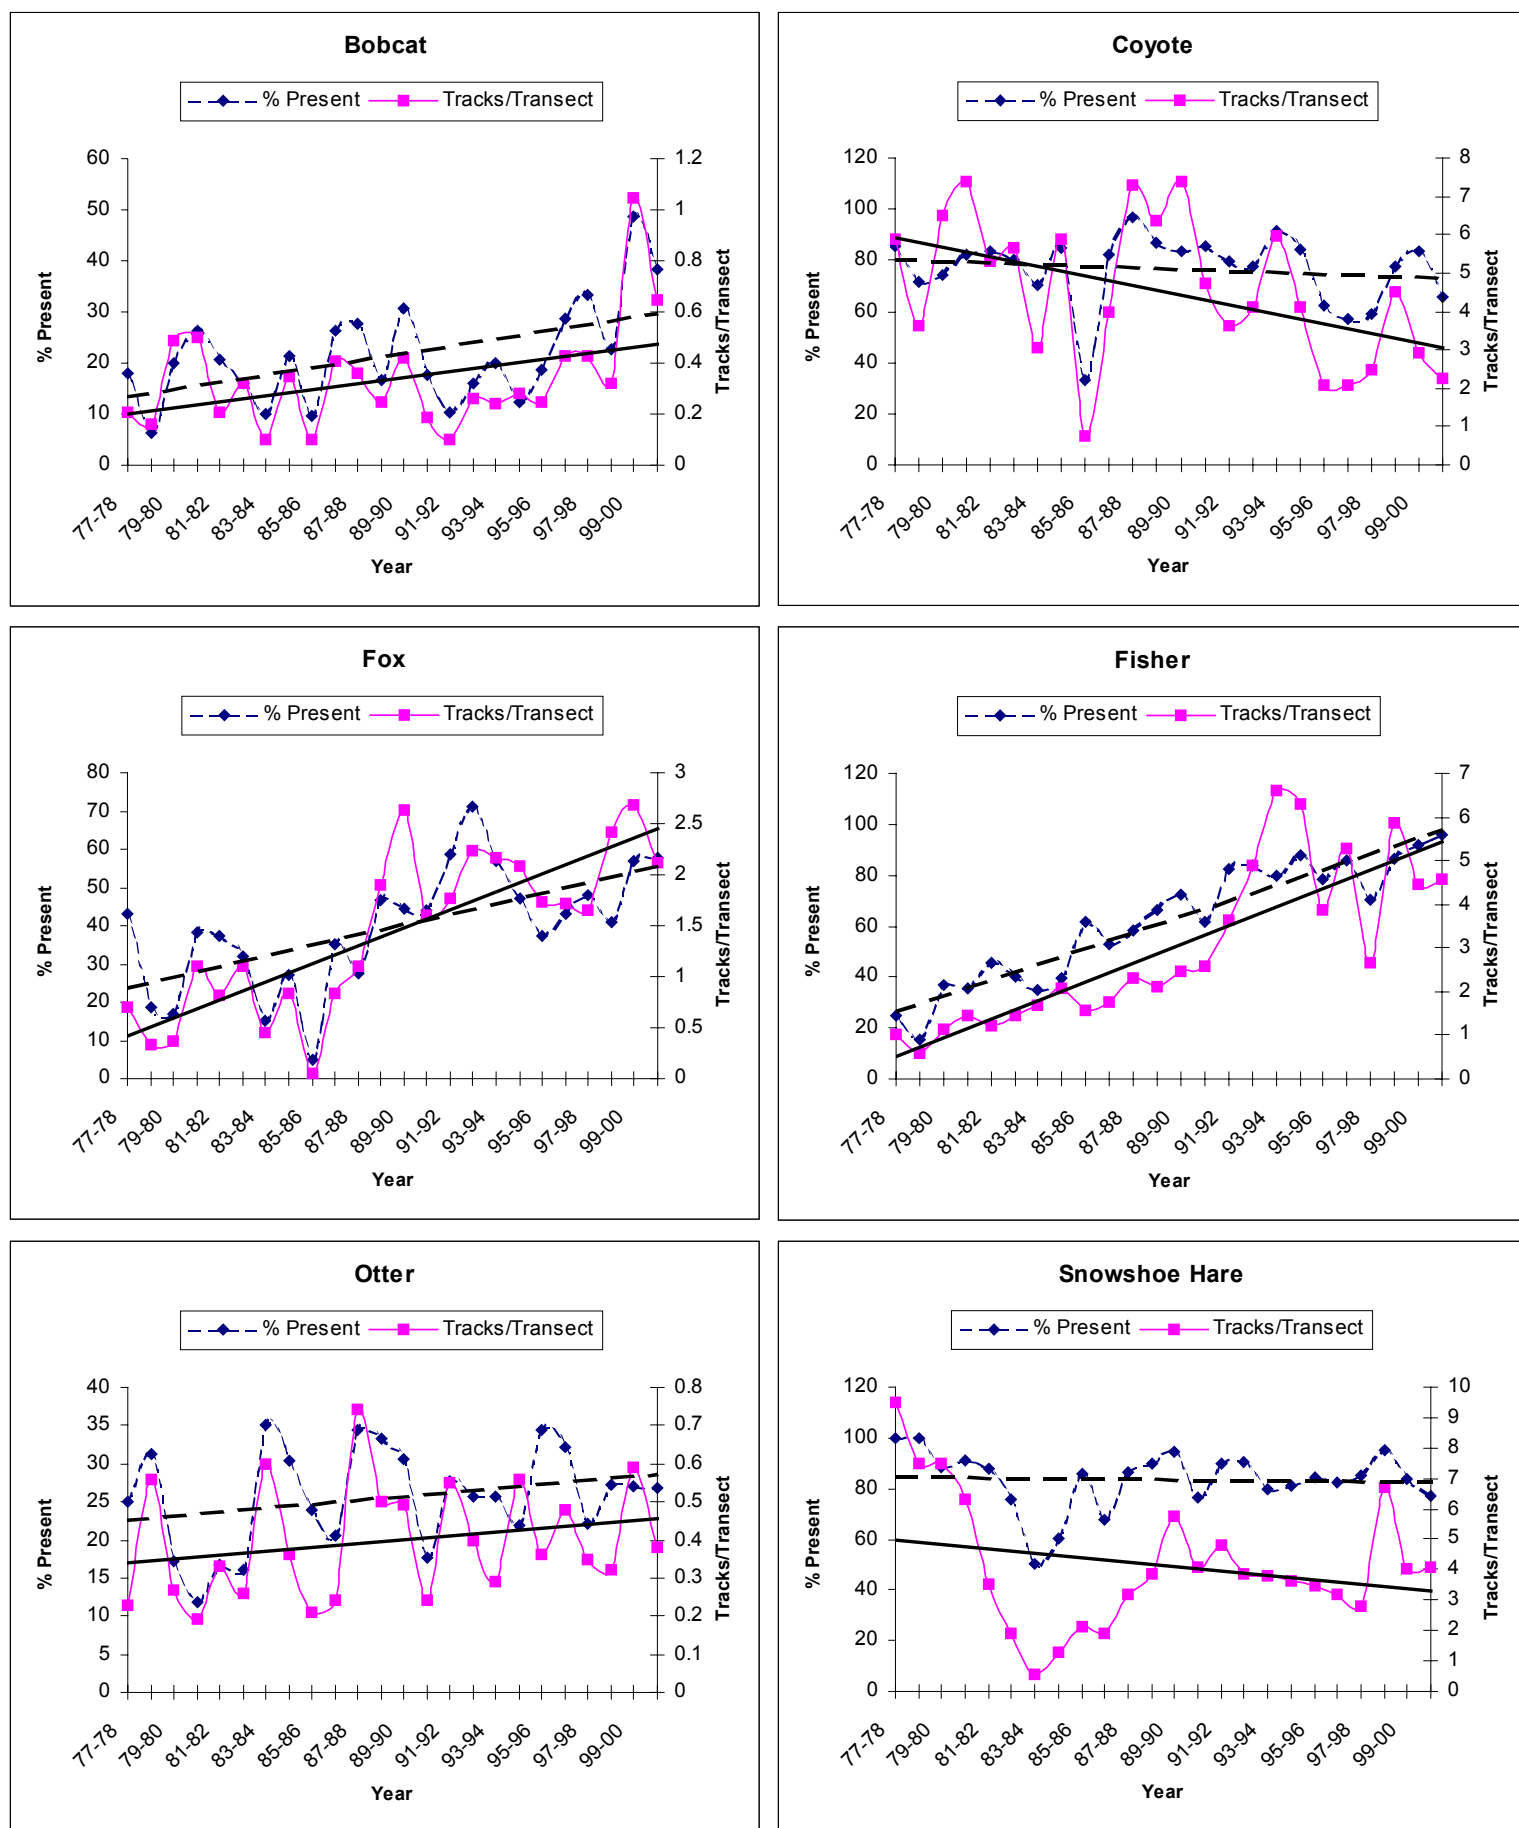 Bobcat
% Present Tracks/Transect
60 1.2
50 1
40 0.8
30 0.6
20 0.4
10 0.2
0 0
% Present
Tracks/Transect
77-78 79-80 81-82 83-84 85-86 87-88 89-90 91-92 93-94 95-96 97-98 99-00
Year
Coyote
% Present Tracks/Transect
120 8
100 7
80 6
60 5
40 4
20 3
0 2
1
0
% Present
Tracks/Transect
77-78 79-80 81-82 83-84 85-86 87-88 89-90 91-92 93-94 95-96 97-98 99-00
Year
Fox
% Present Tracks/Transect
80 3
70 2.5
60 2
50 1.5
40 1
30 0.5
20 0
10
0
% Present
Tracks/Transect
77-78 79-80 81-82 83-84 85-86 87-88 89-90 91-92 93-94 95-96 97-98 99-00
Year
Fisher
% Present Tracks/Transect
120 7
100 6
80 5
60 4
40 3
20 2
0 1
0
% Present
Tracks/Transect
77-78 79-80 81-82 83-84 85-86 87-88 89-90 91-92 93-94 95-96 97-98 99-00
Year
Otter
% Present Tracks/Transect
40 0.8
35 0.7
30 0.6
25 0.5
20 0.4
15 0.3
10 0.2
5 0.1
0 0
% Present
Tracks/Transect
77-78 79-80 81-82 83-84 85-86 87-88 89-90 91-92 93-94 95-96 97-98 99-00
Year
Snowshoe Hare
% Present Tracks/Transect
120 10
100 9
80 8
60 7
40 6
20 5
0 4
3
2
1
0
% Present
Tracks/Transect
77-78 79-80 81-82 83-84 85-86 87-88 89-90 91-92 93-94 95-96 97-98 99-00
Year